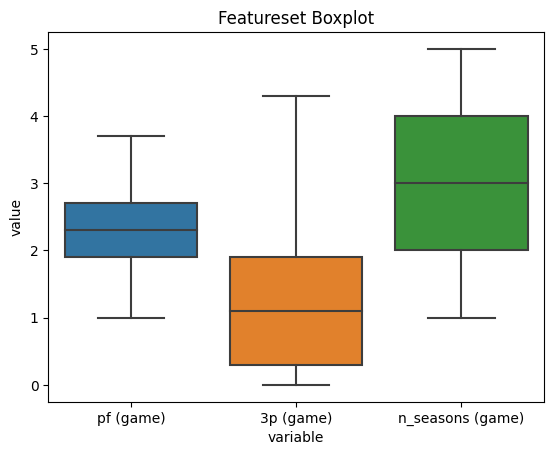 Featureset Boxplot
value
5
4
3
2
1
0
pf (game) 3p (game) n_seasons (game)
variable